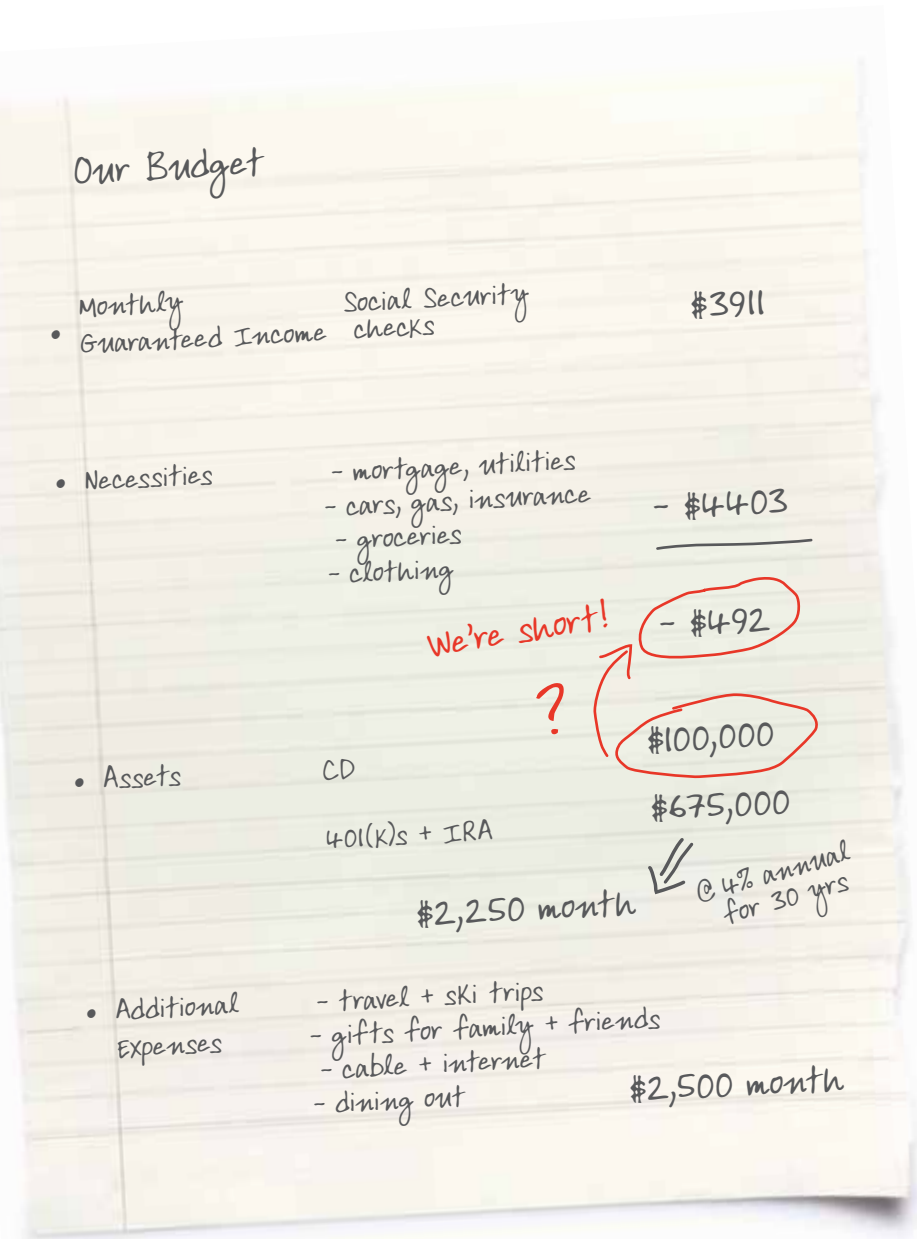 Our Budget
Monthly Social Security $3911
• Guaranteed Income checks
• Necessities - mortgage, utilities
- cars, gas, insurance - $4403
- groceries
- clothing
We're short! - $492
?
$100,000
• Assets CD
$675,000
401(K)s + IRA
@ 4% annual
for 30 yrs
$2,250 month
• Additional - travel + ski trips
Expenses - gifts for family + friends
- cable + internet
- dining out $2,500 month